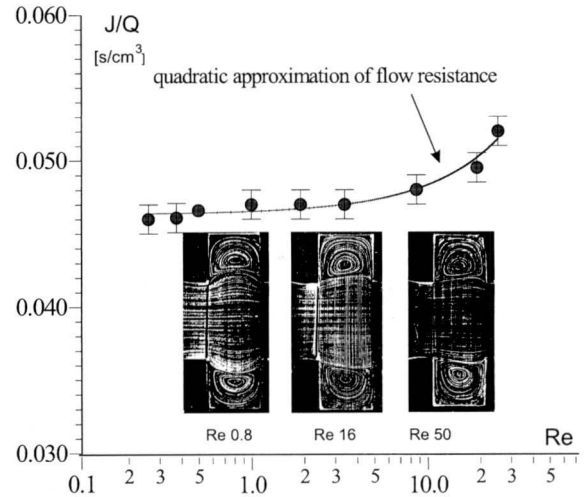 0.060
J/Q
[s/cm³]
quadratic approximation of flow resistance
0.050
0.040
Re 0.8 Re 16 Re 50 Re
0.030
0.1 2 3 5 1.0 2 3 5 10.0 2 3 5